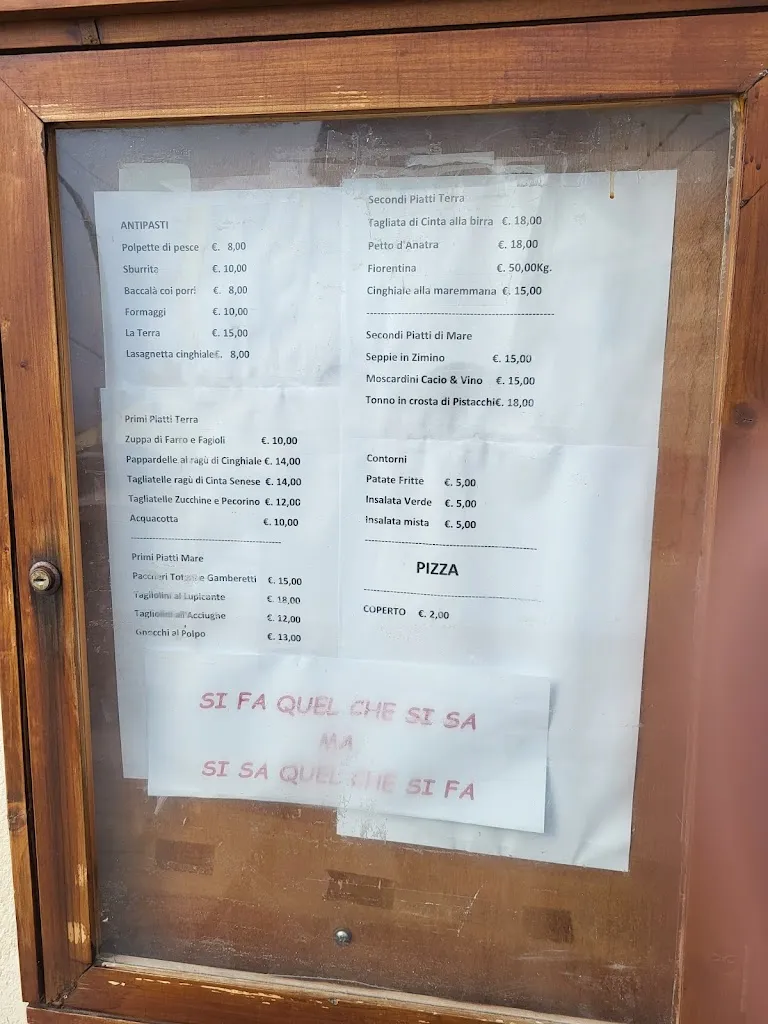 ANTIPASTI
Polpette di pesce €. 8,00
Sburrita €. 10,00
Baccalà coi porri €. 8,00
Formaggi €. 10,00
La Terra €. 15,00
Lasagnetta cinghiale€. 8,00
Primi Piatti Terra
Zuppa di Farro e Fagioli €. 10,00
Pappardelle al ragù di Cinghiale €. 14,00
Tagliatelle ragù di Cinta Senese €. 14,00
Tagliatelle Zucchine e Pecorino €. 12,00
Acquacotta €. 10,00
Primi Piatti Mare
Paccheri Totani e Gamberetti €. 15,00
Tagliolini al Lupicante €. 18,00
Tagliolini all'Acciughe €. 12,00
Gnocchi al Polpo €. 13,00
Secondi Piatti Terra
Tagliata di Cinta alla birra €. 18,00
Petto d'Anatra €. 18,00
Fiorentina €. 50,00Kg.
Cinghiale alla maremmana €. 15,00
Secondi Piatti di Mare
Seppie in Zimino €. 15,00
Moscardini Cacio & Vino €. 15,00
Tonno in crosta di Pistacchi€. 18,00
Contorni
Patate Fritte €. 5,00
Insalata Verde €. 5,00
Insalata mista €. 5,00
PIZZA
COPERTO €. 2,00
SI FA QUEL CHE SI SA
MA
SI SA QUEL CHE SI FA